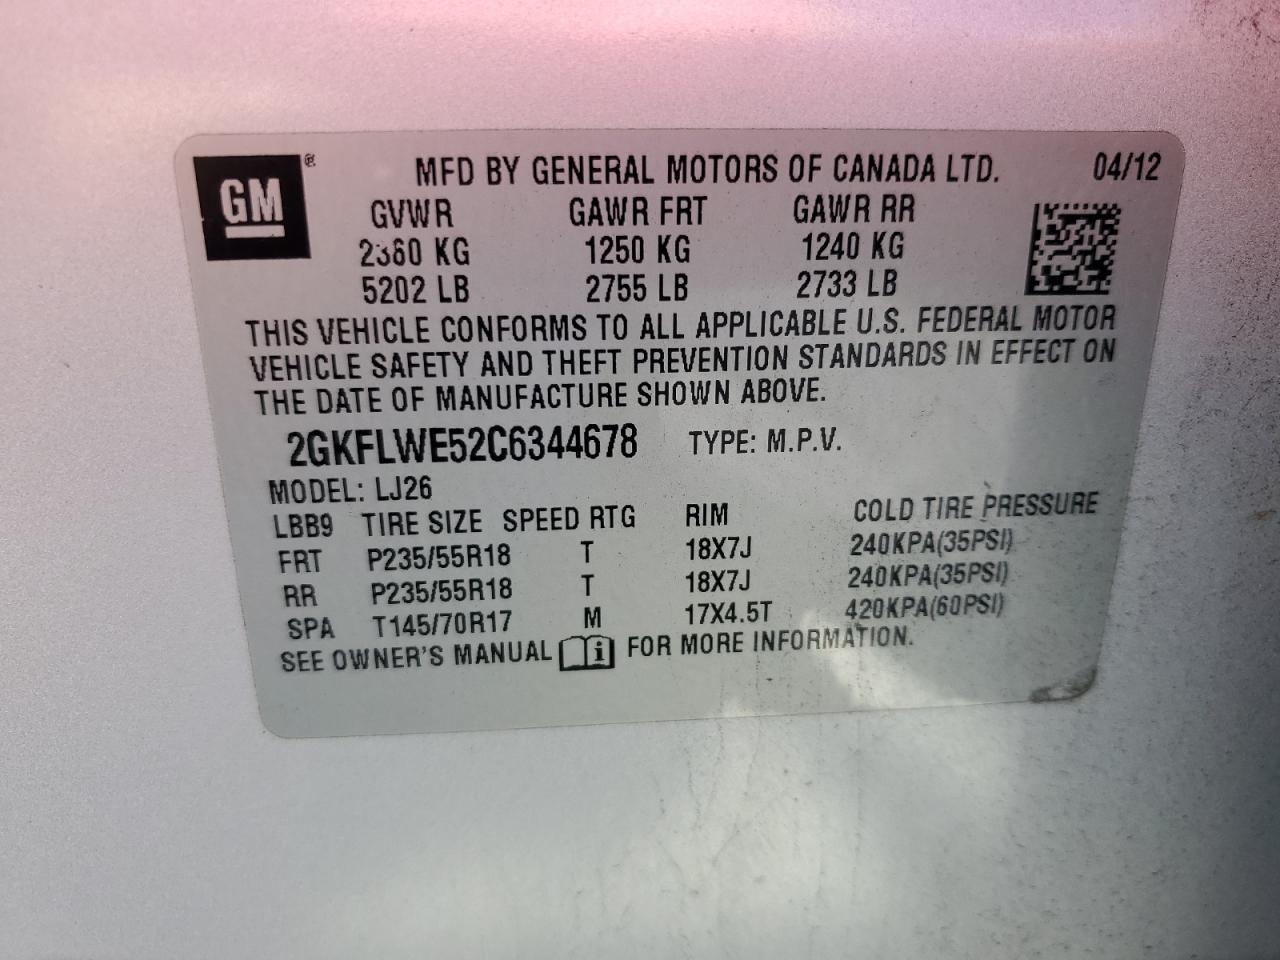 GM ®
MFD BY GENERAL MOTORS OF CANADA LTD. 04/12
GVWR GAWR FRT GAWR RR
2360 KG 1250 KG 1240 KG
5202 LB 2755 LB 2733 LB
THIS VEHICLE CONFORMS TO ALL APPLICABLE U.S. FEDERAL MOTOR
VEHICLE SAFETY AND THEFT PREVENTION STANDARDS IN EFFECT ON
THE DATE OF MANUFACTURE SHOWN ABOVE.
2GKFLWE52C6344678 TYPE: M.P.V.
MODEL: LJ26
LBB9 TIRE SIZE SPEED RTG RIM COLD TIRE PRESSURE
FRT P235/55R18 T 18X7J 240KPA(35PSI)
RR P235/55R18 T 18X7J 240KPA(35PSI)
SPA T145/70R17 M 17X4.5T 420KPA(60PSI)
SEE OWNER'S MANUAL i FOR MORE INFORMATION.